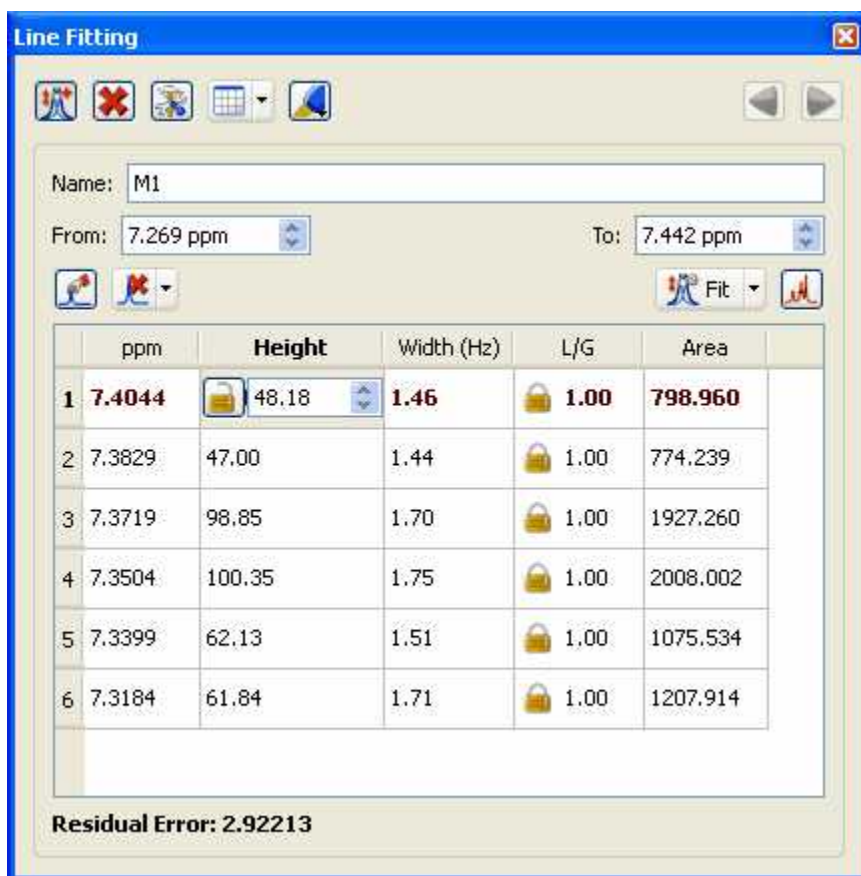 Line Fitting
Name: M1
From: 7.269 ppm To: 7.442 ppm
Fit
ppm Height Width (Hz) L/G Area
1 7.4044 48.18 1.46 1.00 798.960
2 7.3829 47.00 1.44 1.00 774.239
3 7.3719 98.85 1.70 1.00 1927.260
4 7.3504 100.35 1.75 1.00 2008.002
5 7.3399 62.13 1.51 1.00 1075.534
6 7.3184 61.84 1.71 1.00 1207.914
Residual Error: 2.92213